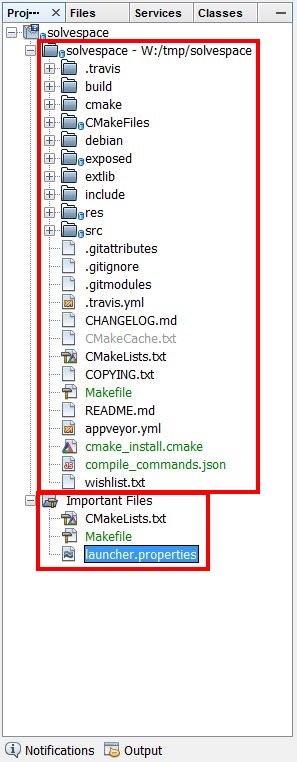 Proj··· Files Services Classes
solvespace
solvespace - W:/tmp/solvespace
.travis
build
cmake
CMakeFiles
debian
exposed
extlib
include
res
src
.gitattributes
.gitignore
.gitmodules
.travis.yml
CHANGELOG.md
CMakeCache.txt
CMakeLists.txt
COPYING.txt
Makefile
README.md
appveyor.yml
cmake_install.cmake
compile_commands.json
wishlist.txt
Important Files
CMakeLists.txt
Makefile
launcher.properties
Notifications Output